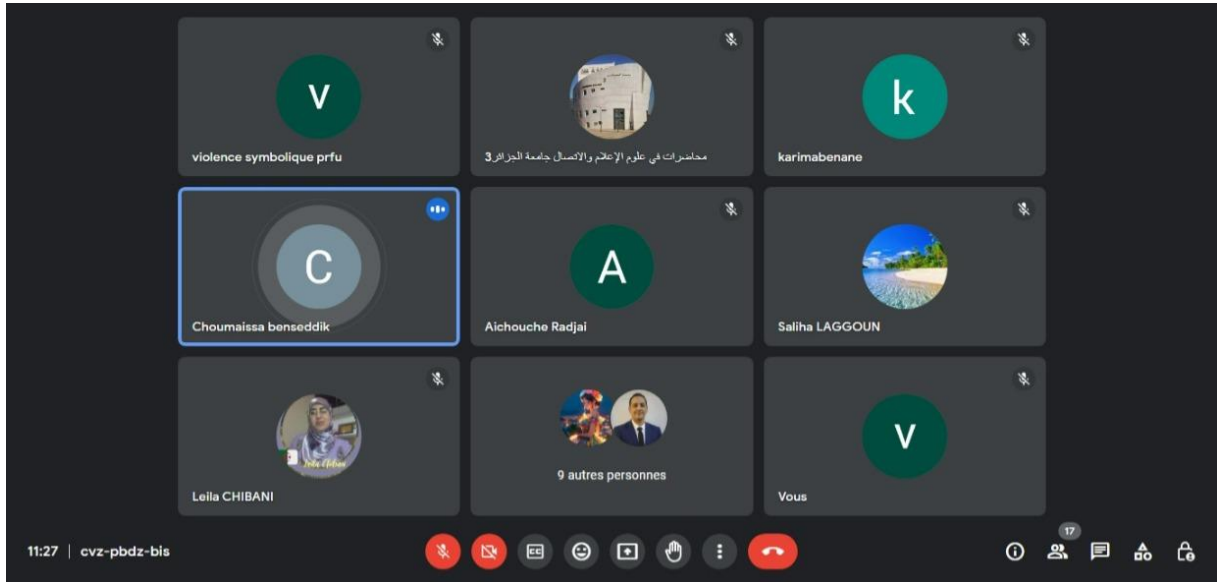 V
violence symbolique prfu
محاضرات في علوم الإعلام والاتصال جامعة الجزائر3
k
karimabenane
C
Choumaissa benseddik
A
Aichouche Radjai
Saliha LAGGOUN
Leila CHIBANI
9 autres personnes
V
Vous
11:27 | cvz-pbdz-bis
CC
17